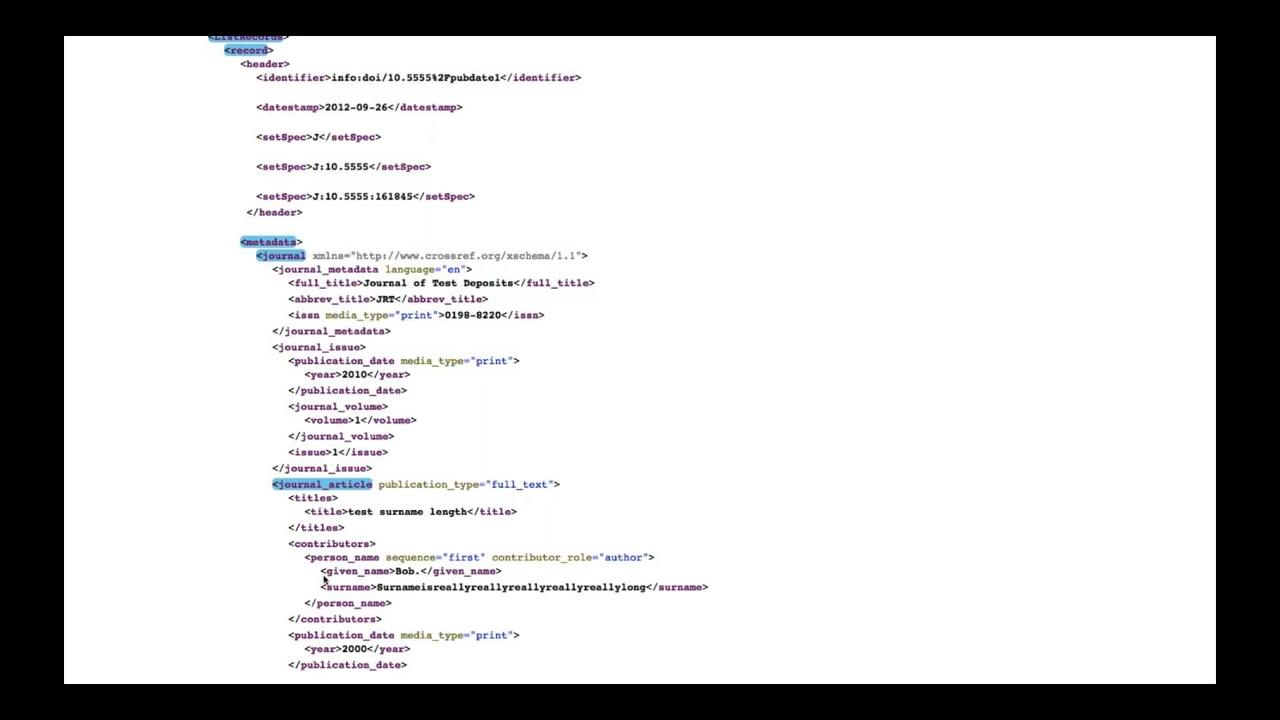 <ListRecords>
<record>
<header>
<identifier>info:doi/10.5555%2Fpubdate1</identifier>
<datestamp>2012-09-26</datestamp>
<setSpec>J</setSpec>
<setSpec>J:10.5555</setSpec>
<setSpec>J:10.5555:161845</setSpec>
</header>
<metadata>
<journal xmlns="http://www.crossref.org/xschema/1.1">
<journal_metadata language="en">
<full_title>Journal of Test Deposits</full_title>
<abbrev_title>JRT</abbrev_title>
<issn media_type="print">0198-8220</issn>
</journal_metadata>
<journal_issue>
<publication_date media_type="print">
<year>2010</year>
</publication_date>
<journal_volume>
<volume>1</volume>
</journal_volume>
<issue>1</issue>
</journal_issue>
<journal_article publication_type="full_text">
<titles>
<title>test surname length</title>
</titles>
<contributors>
<person_name sequence="first" contributor_role="author">
<given_name>Bob.</given_name>
<surname>Surnameisreallyreallyreallyreallyreallylong</surname>
</person_name>
</contributors>
<publication_date media_type="print">
<year>2000</year>
</publication_date>